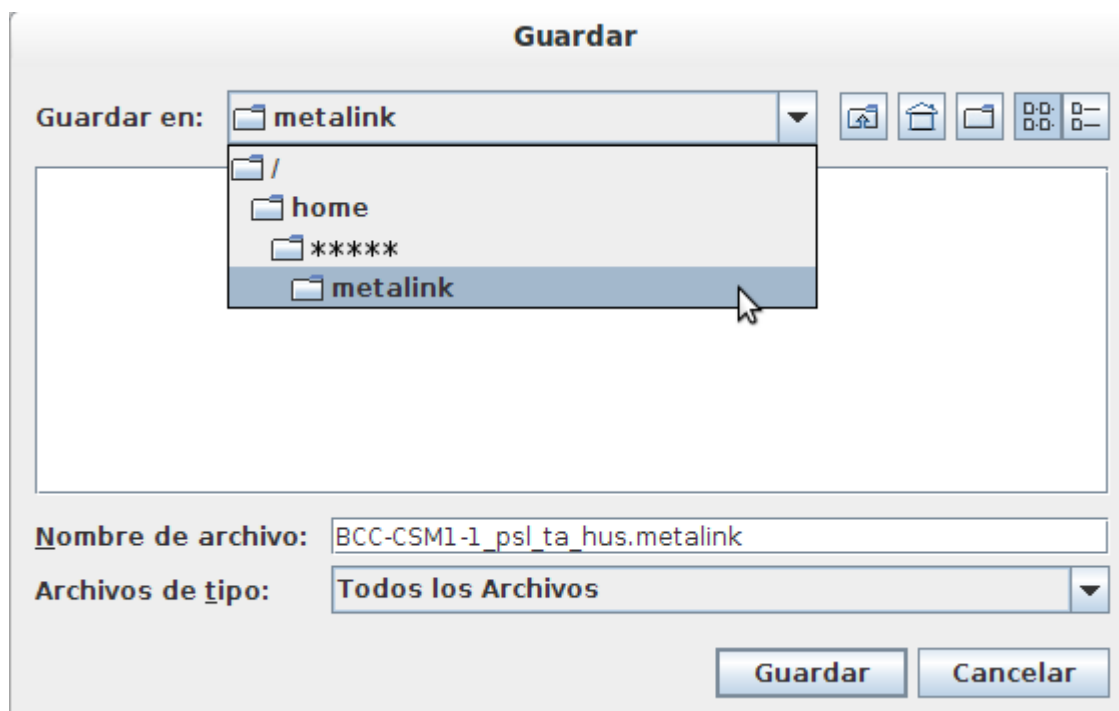 Guardar
Guardar en: metalink
/
home
*****
metalink
Nombre de archivo: BCC-CSM1-1_psl_ta_hus.metalink
Archivos de tipo: Todos los Archivos
Guardar Cancelar